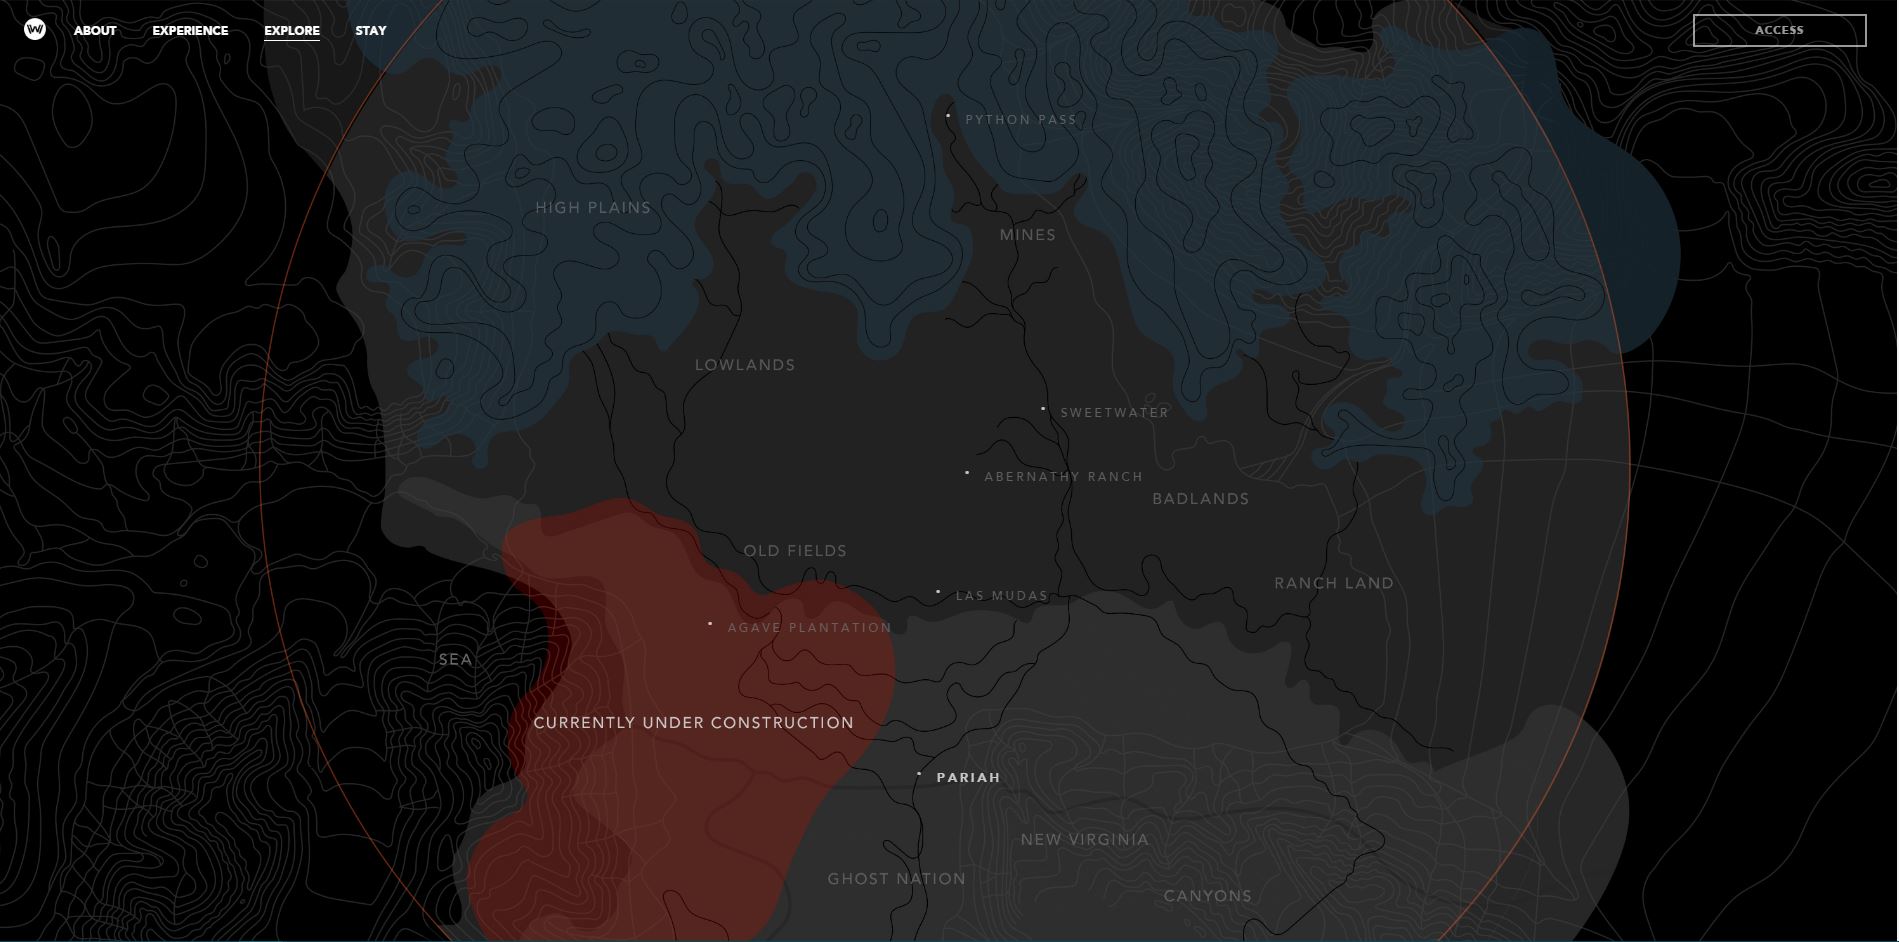 W
ABOUT
EXPERIENCE
EXPLORE
STAY
ACCESS
PYTHON PASS
HIGH PLAINS
MINES
LOWLANDS
SWEETWATER
ABERNATHY RANCH
BADLANDS
OLD FIELDS
RANCH LAND
LAS MUDAS
AGAVE PLANTATION
SEA
CURRENTLY UNDER CONSTRUCTION
PARIAH
NEW VIRGINIA
GHOST NATION
CANYONS